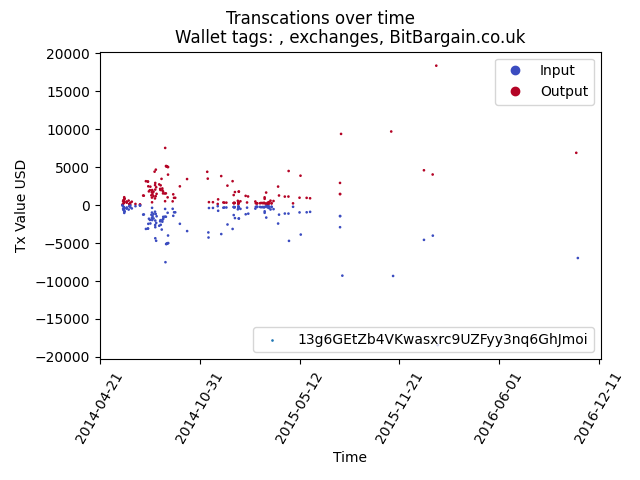 Transcations over time
Wallet tags: , exchanges, BitBargain.co.uk
Tx Value USD
20000
15000
10000
5000
0
−5000
−10000
−15000
−20000
Input
Output
13g6GEtZb4VKwasxrc9UZFyy3nq6GhJmoi
2014-04-21
2014-10-31
2015-05-12
2015-11-21
2016-06-01
2016-12-11
Time